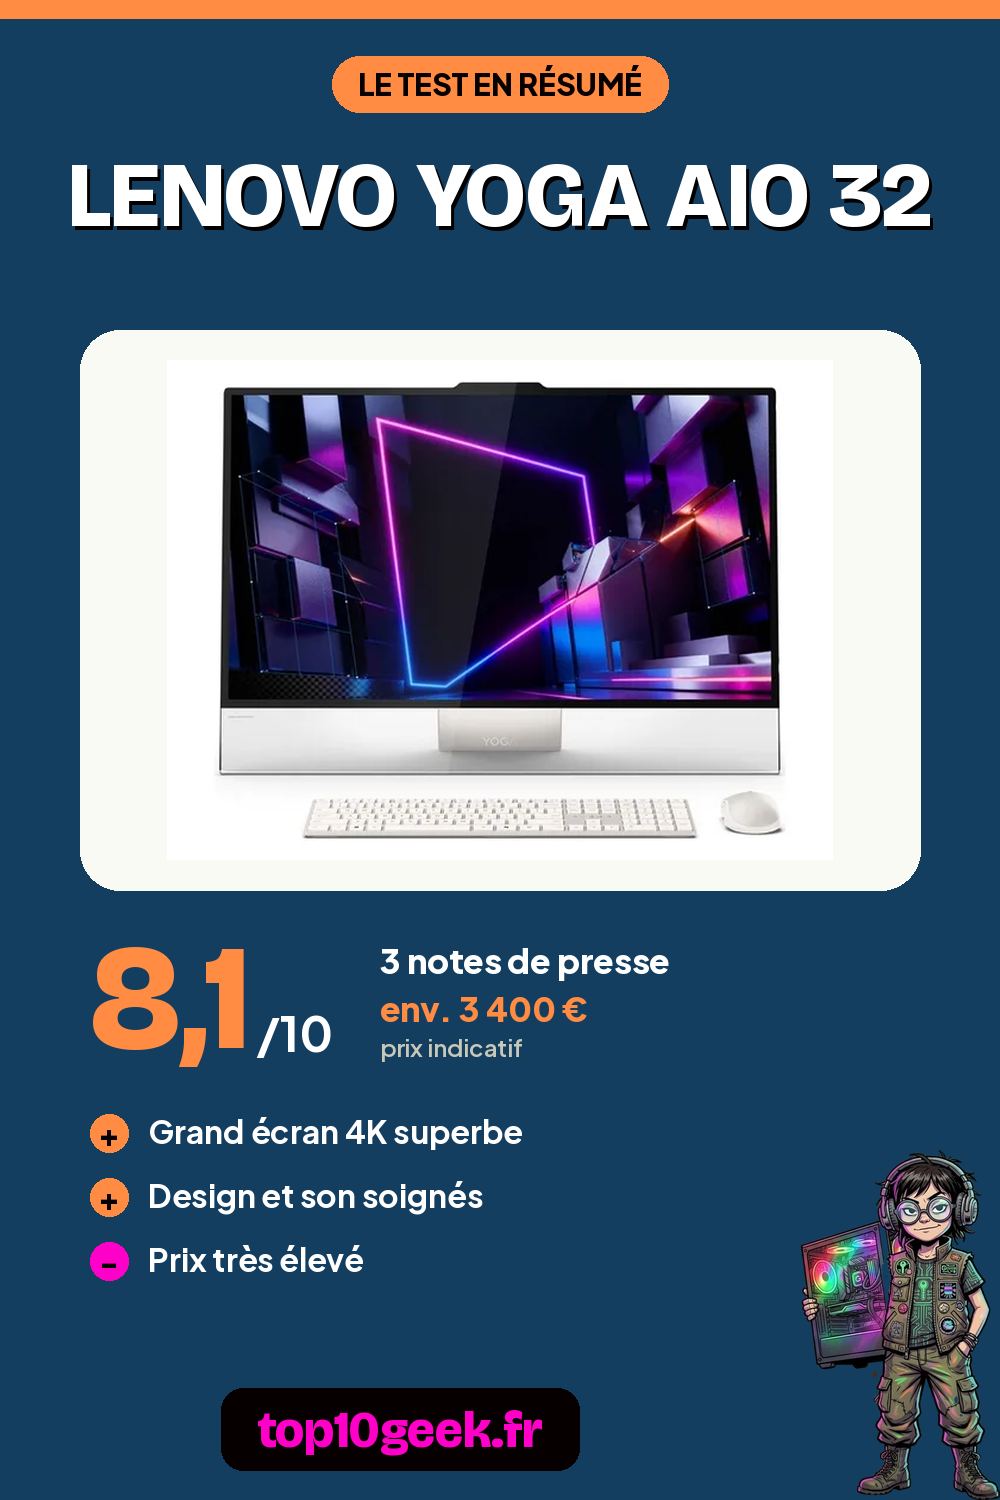 LE TEST EN RÉSUMÉ
LENOVO YOGA AIO 32
YOGA
8,1/10
3 notes de presse
env. 3 400 €
prix indicatif
+ Grand écran 4K superbe
+ Design et son soignés
- Prix très élevé
top10geek.fr